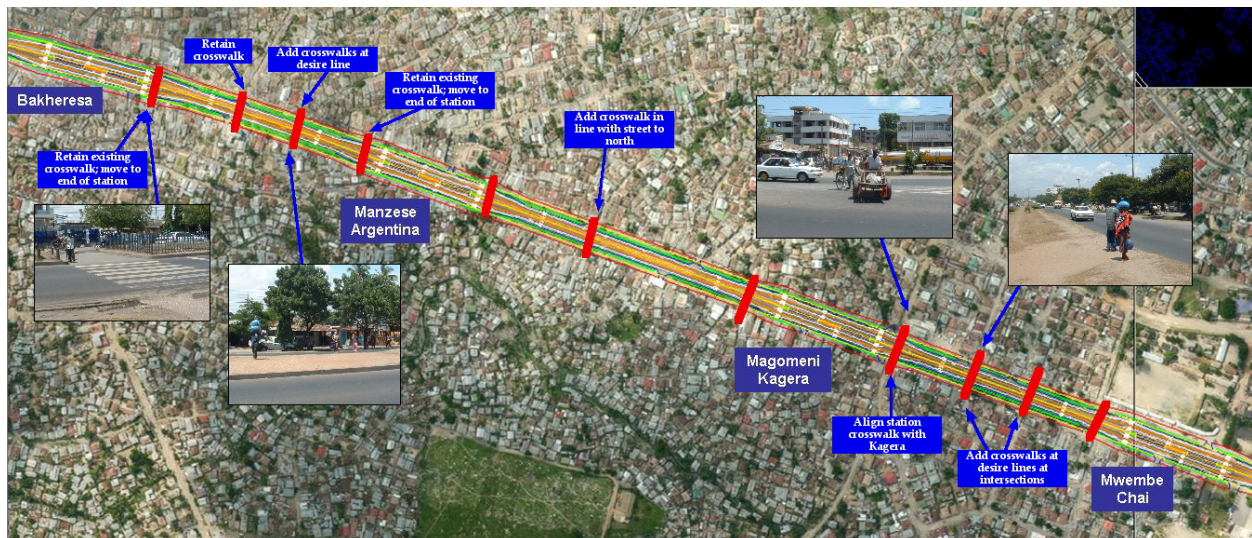 Retain
crosswalk
Add crosswalks at
desire line
Retain existing
crosswalk; move to
end of station
Bakheresa
Add crosswalk in
line with street to
north
Retain existing
crosswalk; move to
end of station
Manzese
Argentina
Magomeni
Kagera
Align station
crosswalk with
Kagera
Add crosswalks at
desire lines at
intersections
Mwembe
Chai